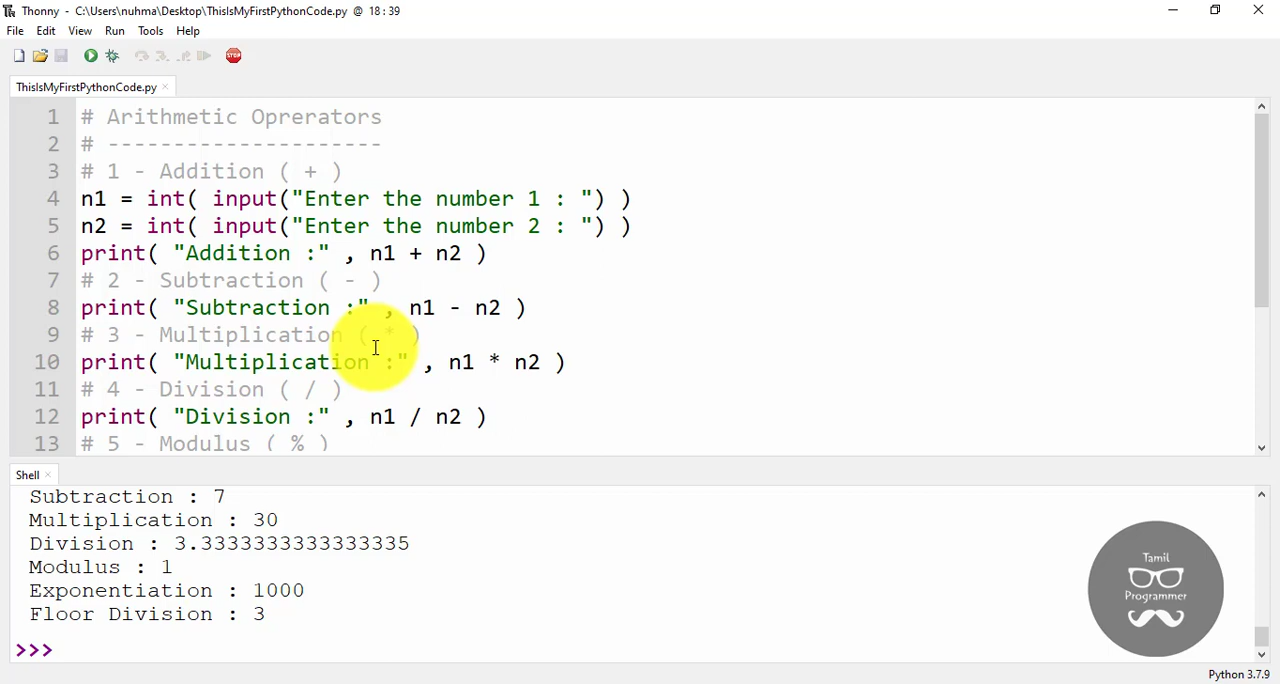 Thonny - C:\Users\nuhma\Desktop\ThisIsMyFirstPythonCode.py @ 18 : 39
File Edit View Run Tools Help
STOP
ThisIsMyFirstPythonCode.py ×
1 # Arithmetic Oprerators
2 # ---------------------
3 # 1 - Addition ( + )
4 n1 = int( input("Enter the number 1 : ") )
5 n2 = int( input("Enter the number 2 : ") )
6 print( "Addition :" , n1 + n2 )
7 # 2 - Subtraction ( - )
8 print( "Subtraction :" , n1 - n2 )
9 # 3 - Multiplication ( * )
10 print( "Multiplication :" , n1 * n2 )
11 # 4 - Division ( / )
12 print( "Division :" , n1 / n2 )
13 # 5 - Modulus ( % )
Shell ×
Subtraction : 7
Multiplication : 30
Division : 3.3333333333333335
Modulus : 1
Exponentiation : 1000
Floor Division : 3
>>>
Tamil
Programmer
Python 3.7.9